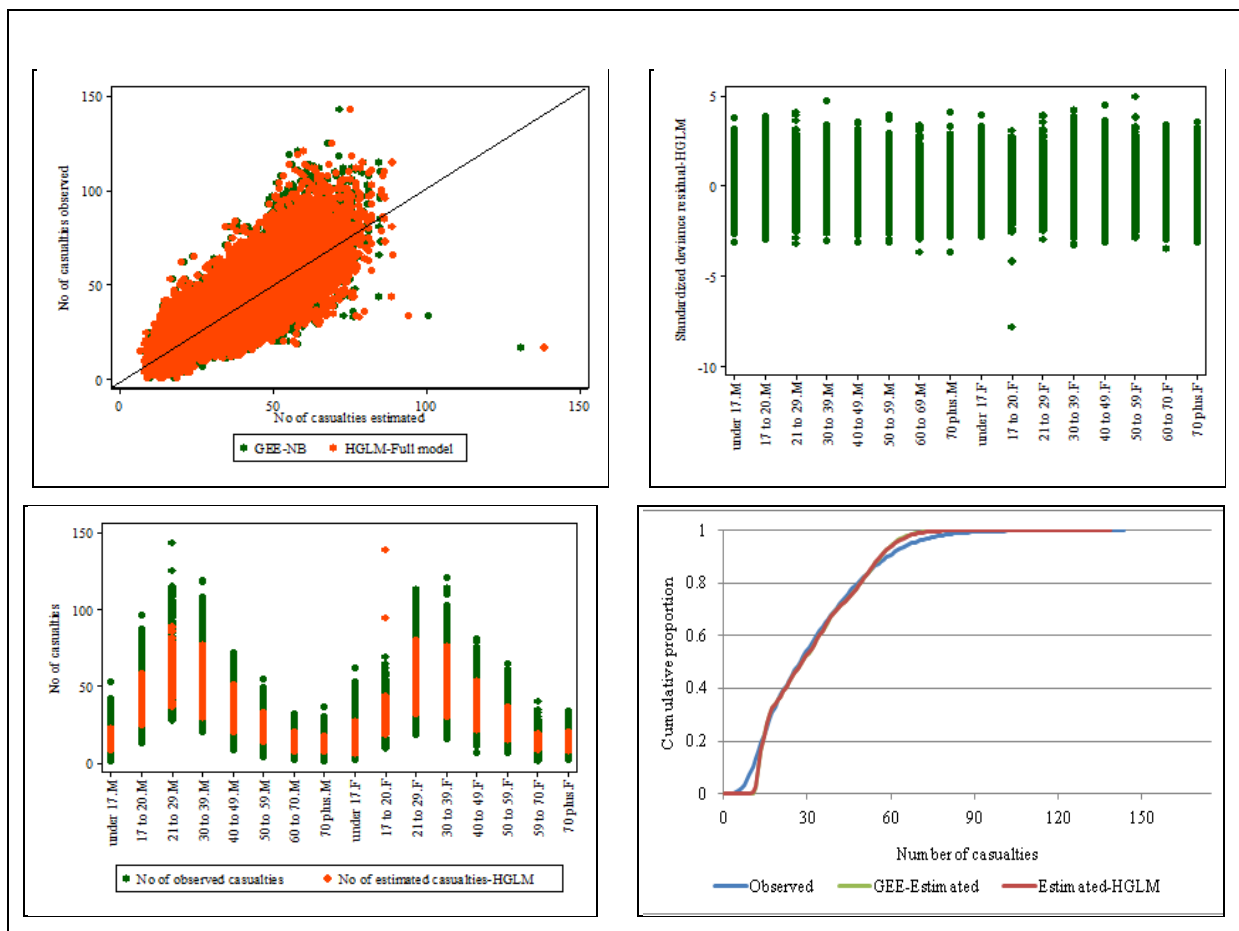 150
100
50
0
No of casualties observed
0
50
100
150
No of casualties estimated
GEE-NB
HGLM-Full model
5
0
-5
-10
Standardized deviance residual-HGLM
under 17.M
17 to 20.M
21 to 29.M
30 to 39.M
40 to 49.M
50 to 59.M
60 to 69.M
70 plus.M
under 17.F
17 to 20.F
21 to 29.F
30 to 39.F
40 to 49.F
50 to 59.F
60 to 70.F
70 plus.F
150
100
50
0
No of casualties
under 17.M
17 to 20.M
21 to 29.M
30 to 39.M
40 to 49.M
50 to 59.M
60 to 70.M
70 plus.M
under 17.F
17 to 20.F
21 to 29.F
30 to 39.F
40 to 49.F
50 to 59.F
59 to 70.F
70 plus.F
No of observed casualties
No of estimated casualties-HGLM
1
0.8
0.6
0.4
0.2
0
Cumulative proportion
0
30
60
90
120
150
Number of casualties
Observed
GEE-Estimated
Estimated-HGLM